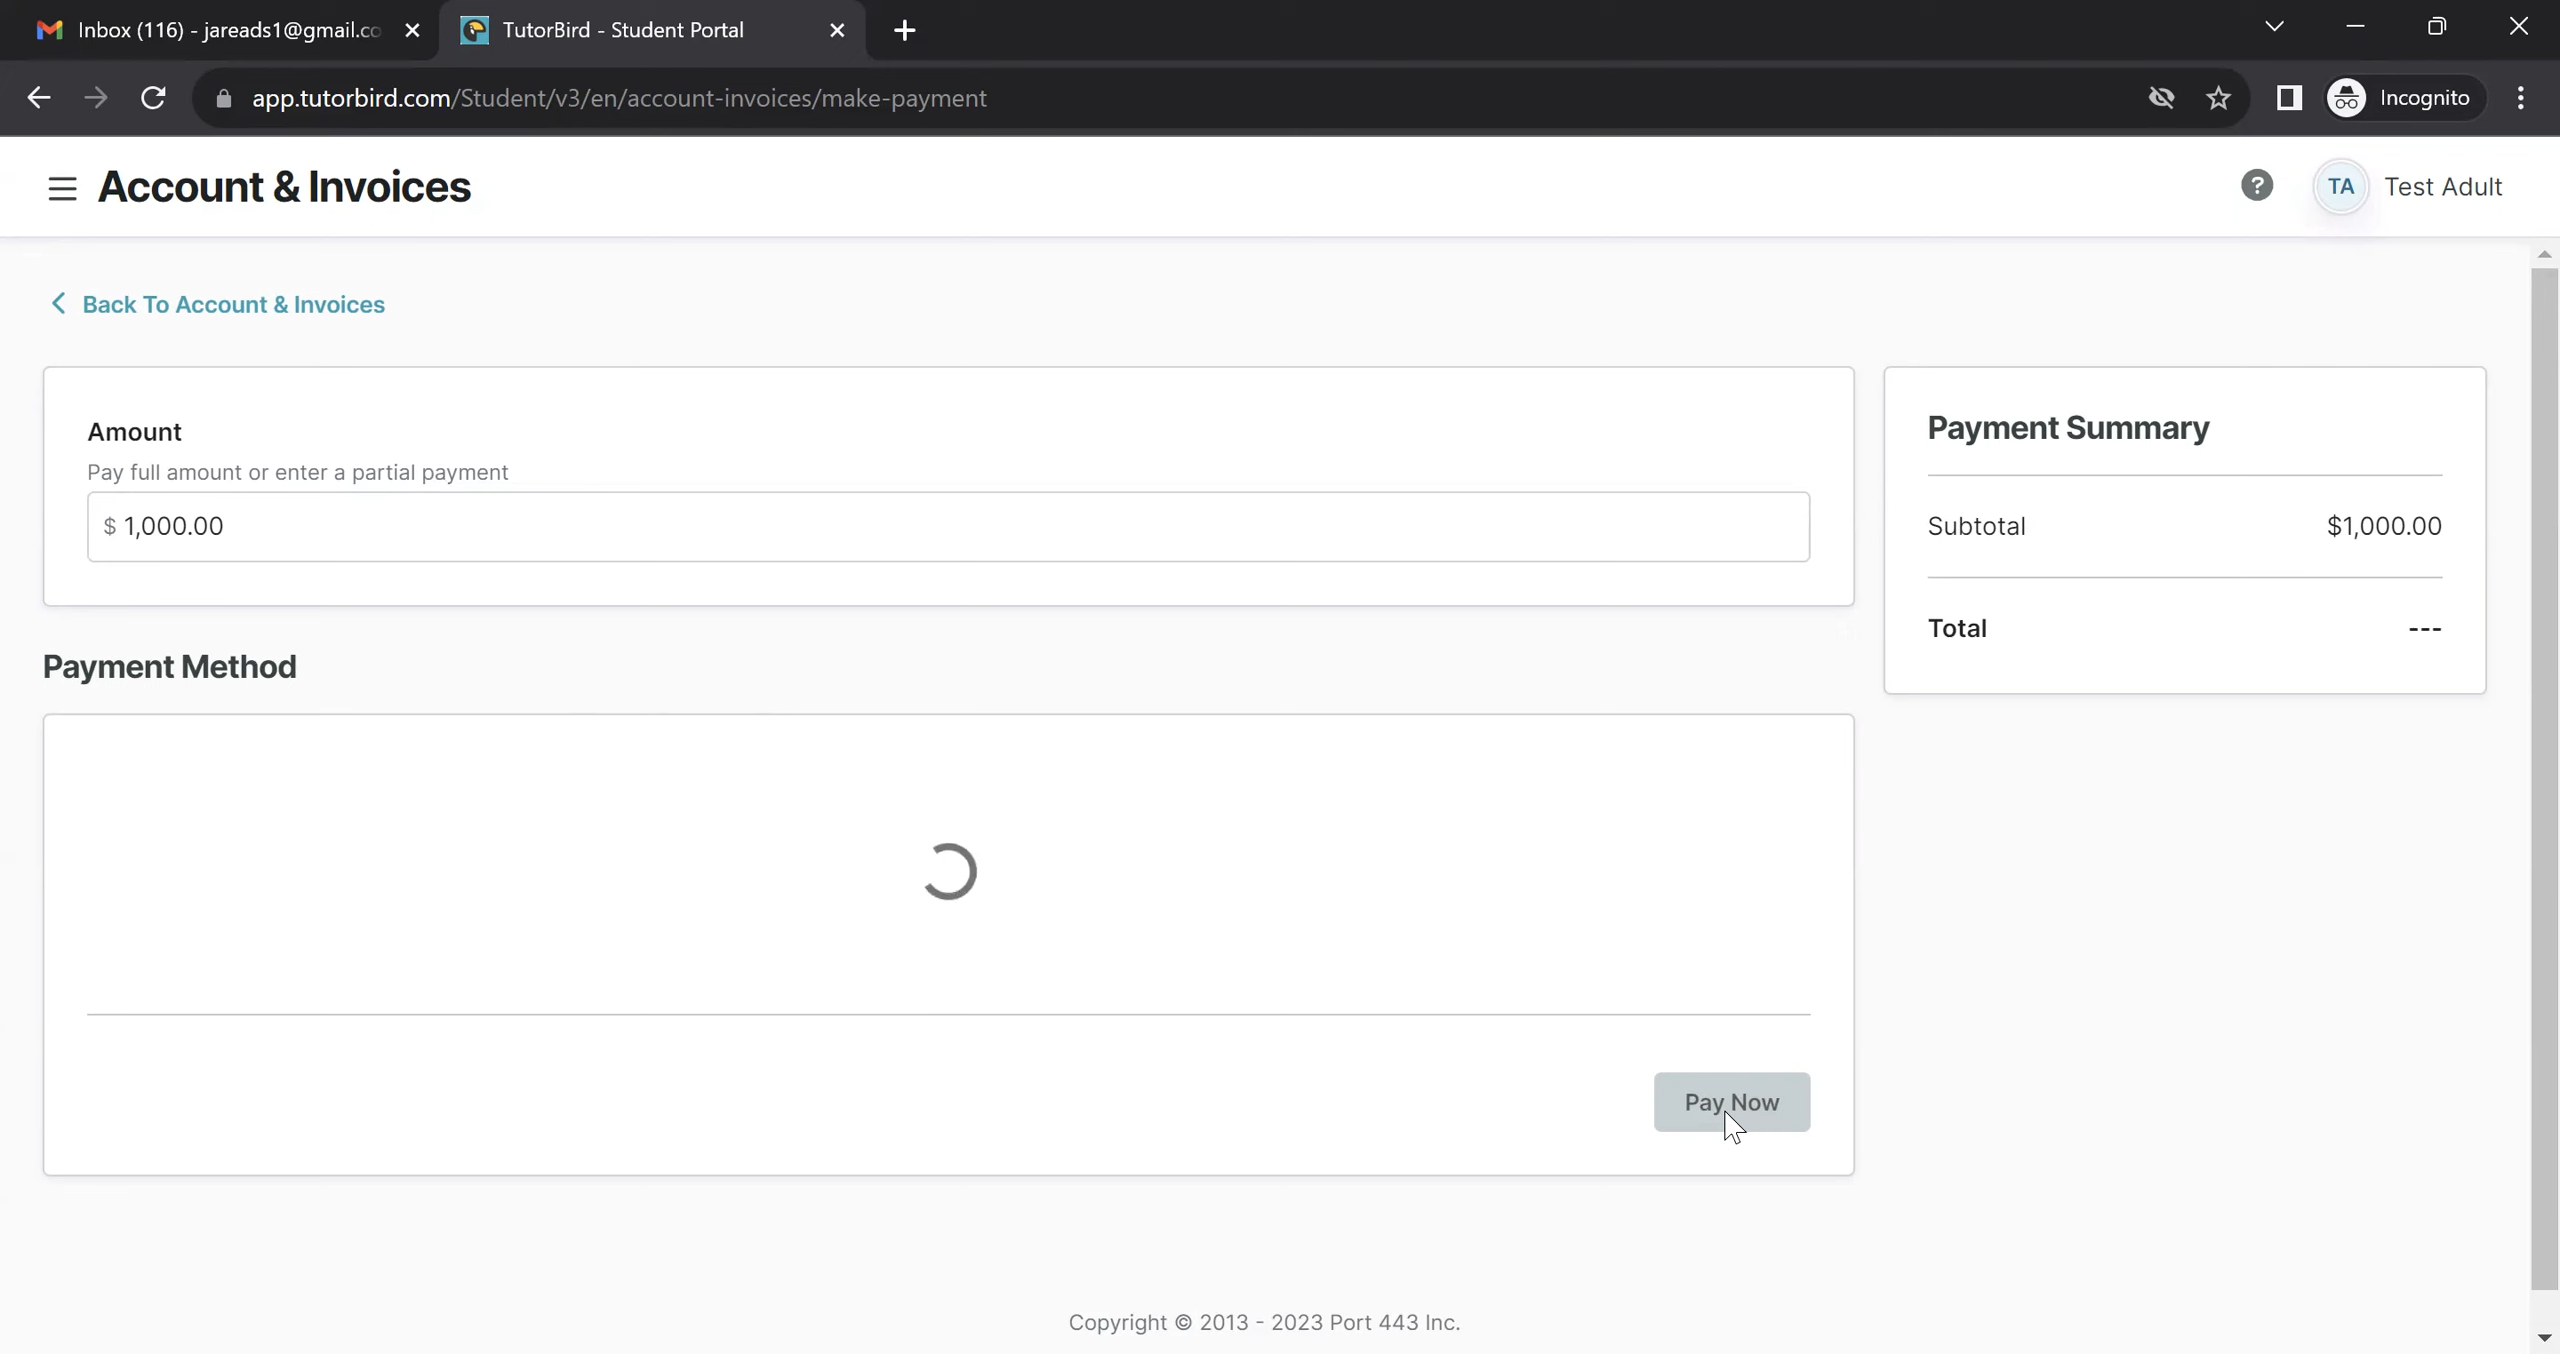 Inbox (116) - jareads1@gmail.co
TutorBird - Student Portal
app.tutorbird.com/Student/v3/en/account-invoices/make-payment
Incognito
Account & Invoices
?
TA
Test Adult
Back To Account & Invoices
Amount
Pay full amount or enter a partial payment
$ 1,000.00
Payment Summary
Subtotal $1,000.00
Total ---
Payment Method
Pay Now
Copyright © 2013 - 2023 Port 443 Inc.